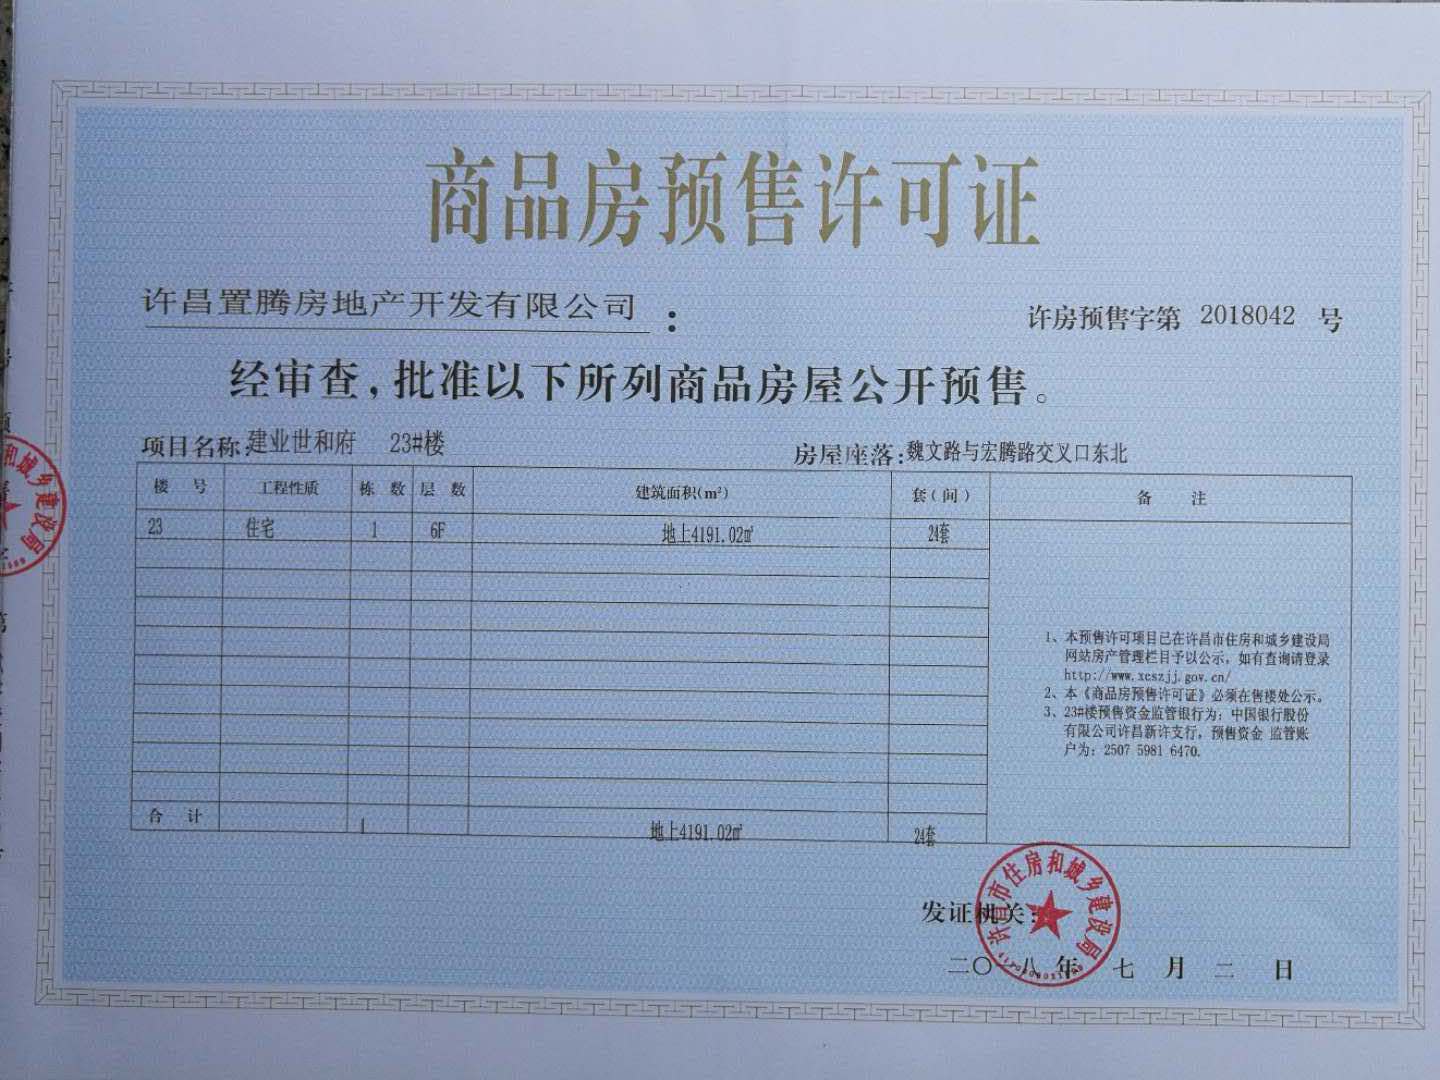 商品房预售许可证
许昌置腾房地产开发有限公司：
许房预售字第 2018042 号
经审查，批准以下所列商品房屋公开预售。
项目名称：建业世和府 23#楼
房屋座落：魏文路与宏腾路交叉口东北
楼 号 工程性质 栋 数 层 数 建筑面积(m²) 套（间） 备 注
23 住宅 1 6F 地上4191.02㎡ 24套
1、本预售许可项目已在许昌市住房和城乡建设局
网站房产管理栏目予以公示，如有查询请登录
http://www.xcszjj.gov.cn/
2、本《商品房预售许可证》必须在售楼处公示。
3、23#楼预售资金监管银行为：中国银行股份
有限公司许昌新许支行，预售资金 监管账
户为：2507 5981 6470.
合 计 1 地上4191.02㎡ 24套
发证机关：
许昌市住房和城乡建设局
二〇一八年 七 月 二 日
和城乡建设局